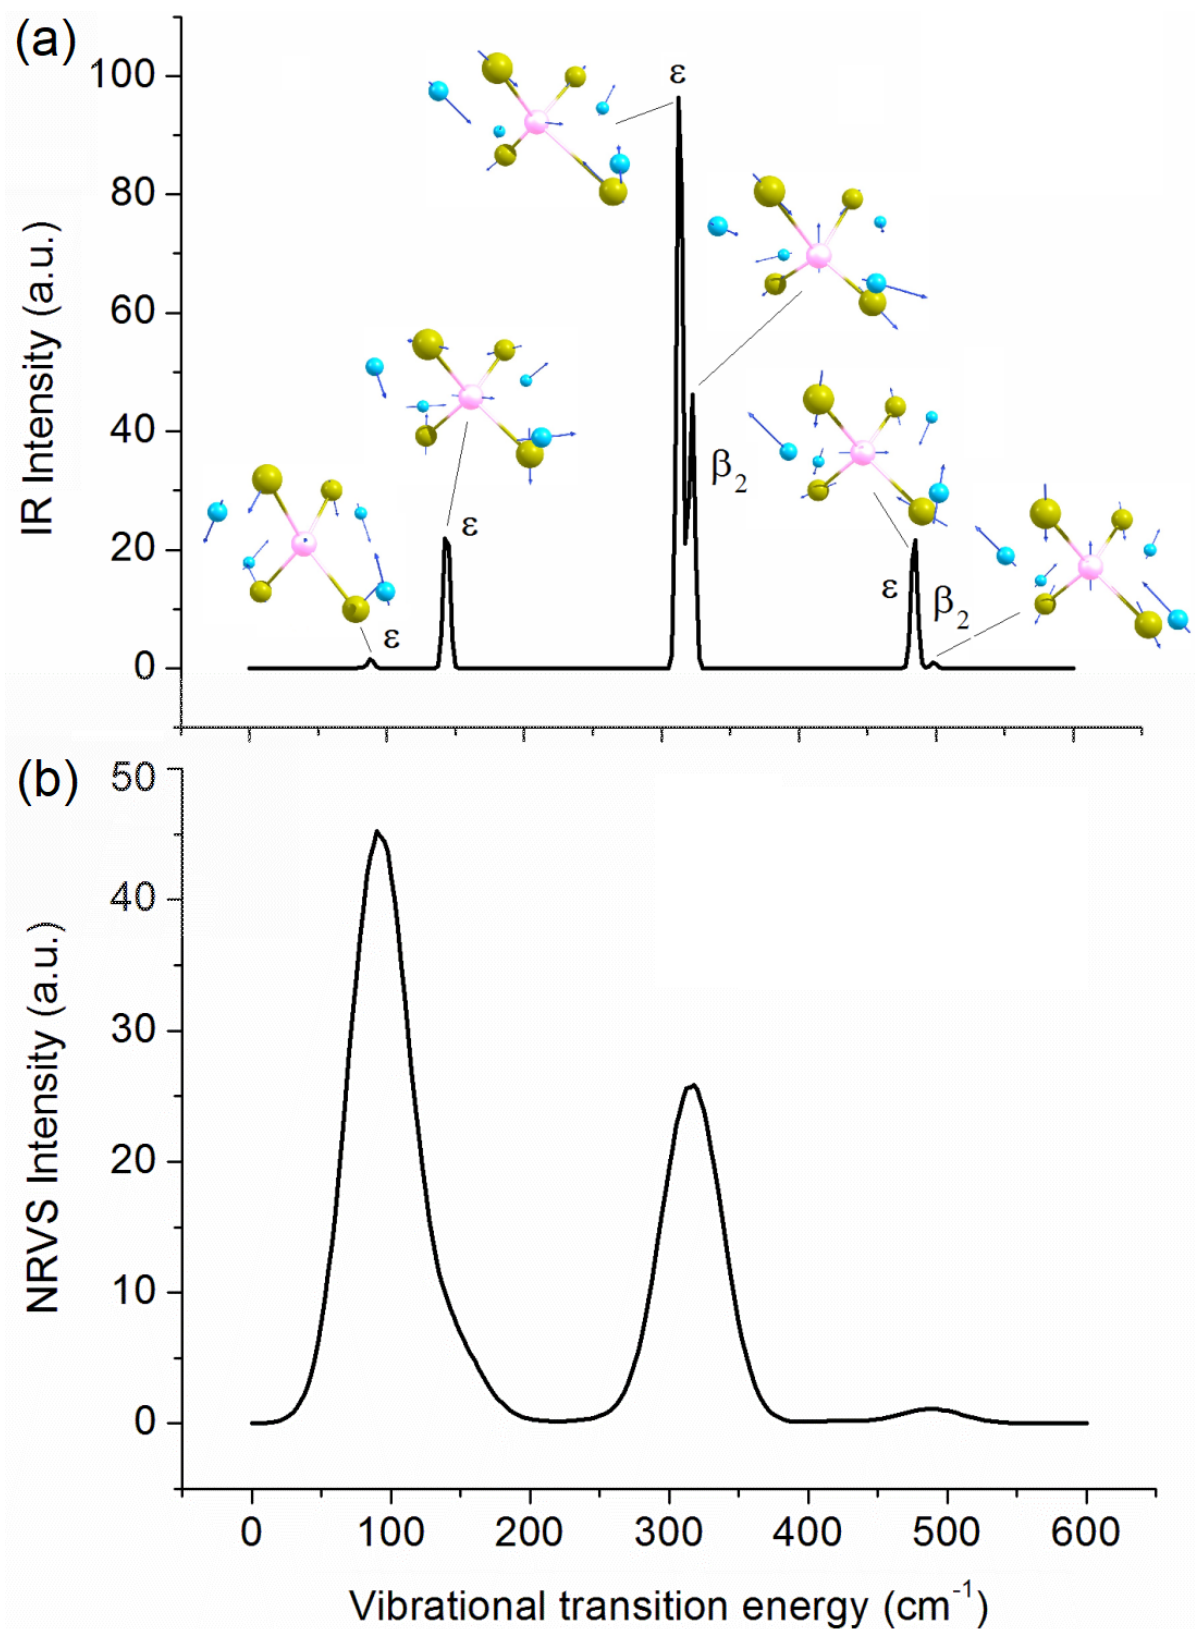 (a)
IR Intensity (a.u.)
100
80
60
40
20
0
ε
ε
ε
β2
ε
β2
(b)
NRVS Intensity (a.u.)
50
40
30
20
10
0
0 100 200 300 400 500 600
Vibrational transition energy (cm-1)